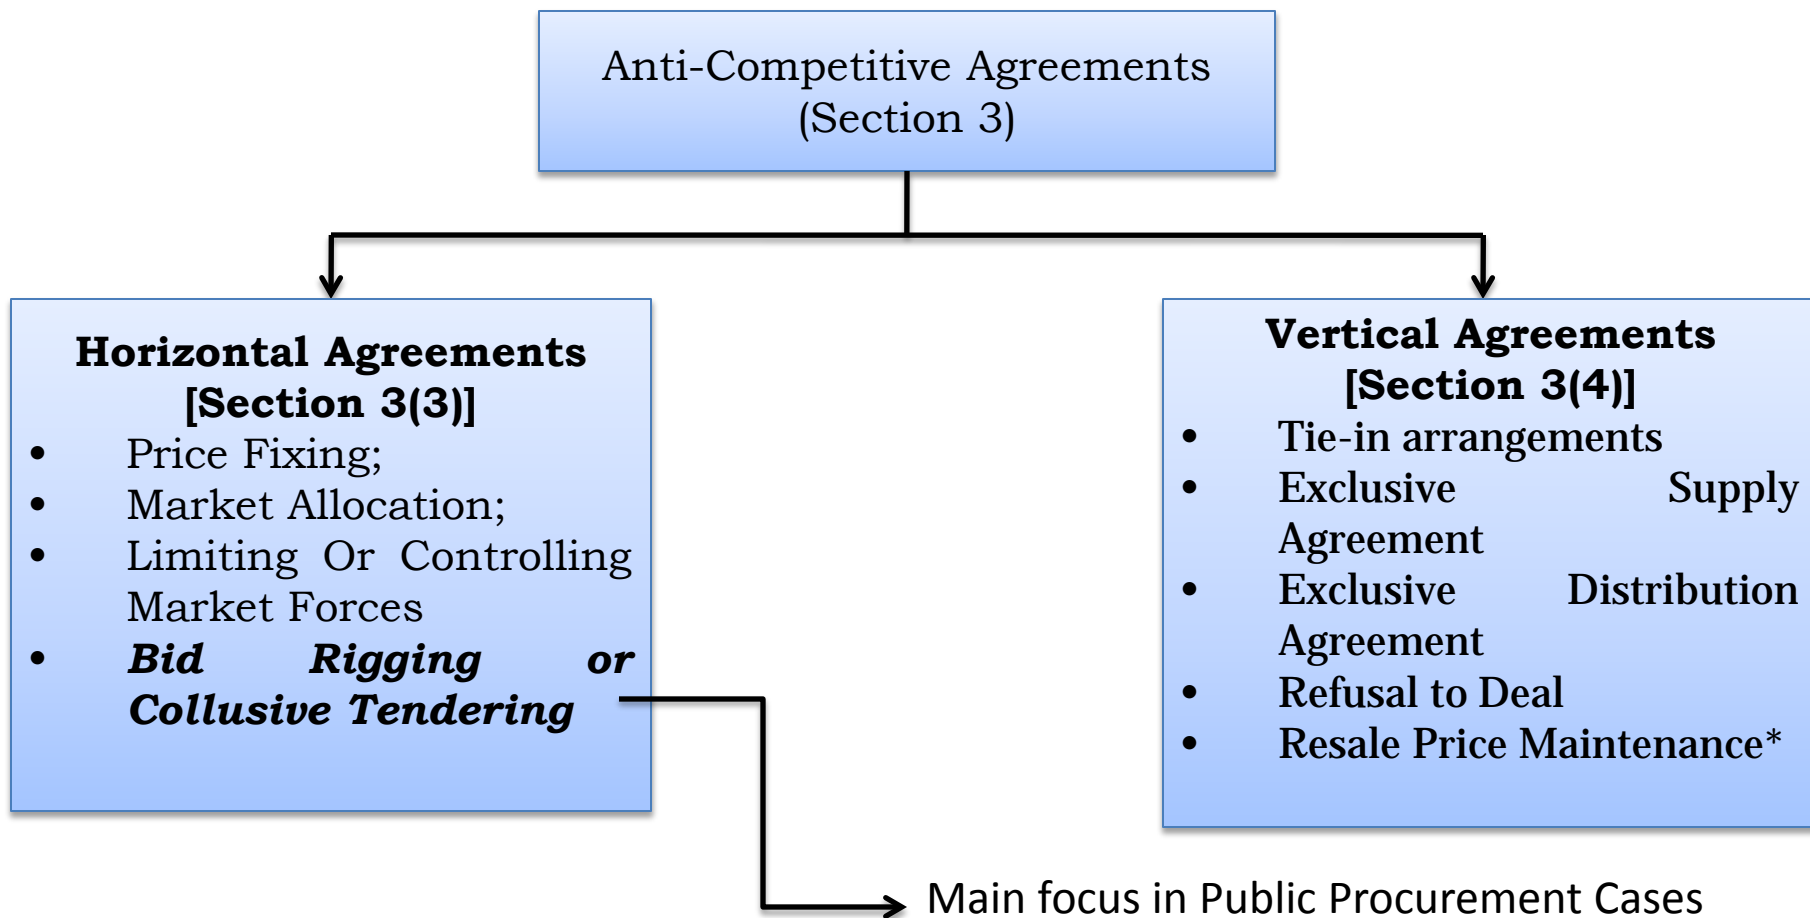 Anti-Competitive Agreements
(Section 3)
Horizontal Agreements
[Section 3(3)]
• Price Fixing;
• Market Allocation;
• Limiting Or Controlling
Market Forces
• Bid Rigging or
Collusive Tendering
Vertical Agreements
[Section 3(4)]
• Tie-in arrangements
• Exclusive Supply
Agreement
• Exclusive Distribution
Agreement
• Refusal to Deal
• Resale Price Maintenance*
Main focus in Public Procurement Cases